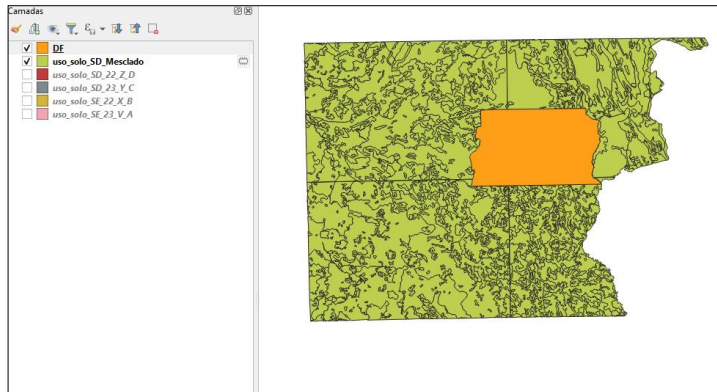 Camadas
DF
uso_solo_SD_Mesclado
uso_solo_SD_22_Z_D
uso_solo_SD_23_Y_C
uso_solo_SE_22_X_B
uso_solo_SE_23_V_A